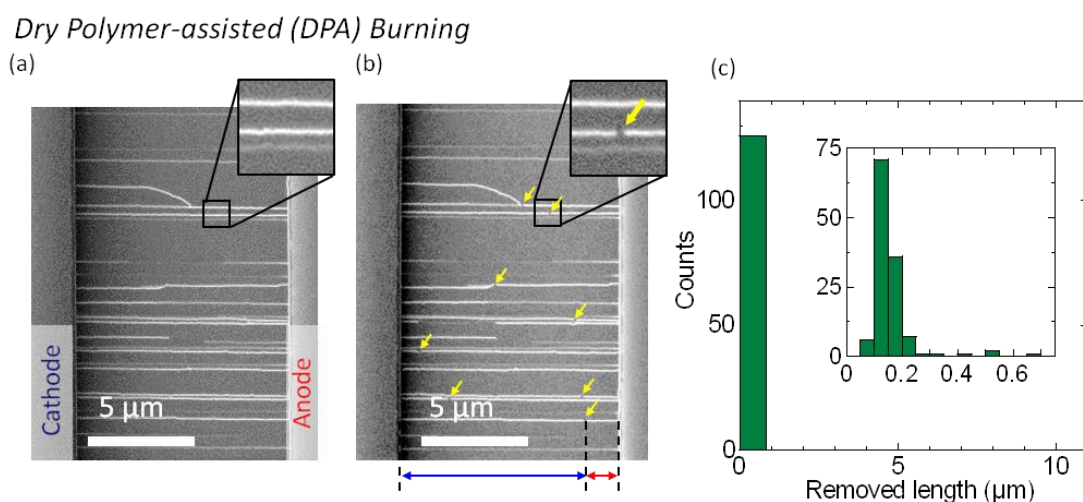 Dry Polymer-assisted (DPA) Burning
(a)
(b)
(c)
Cathode
Anode
5 μm
5 μm
Counts
100
50
0
75
50
25
0
0
0.2
0.4
0.6
0
5
10
Removed length (μm)